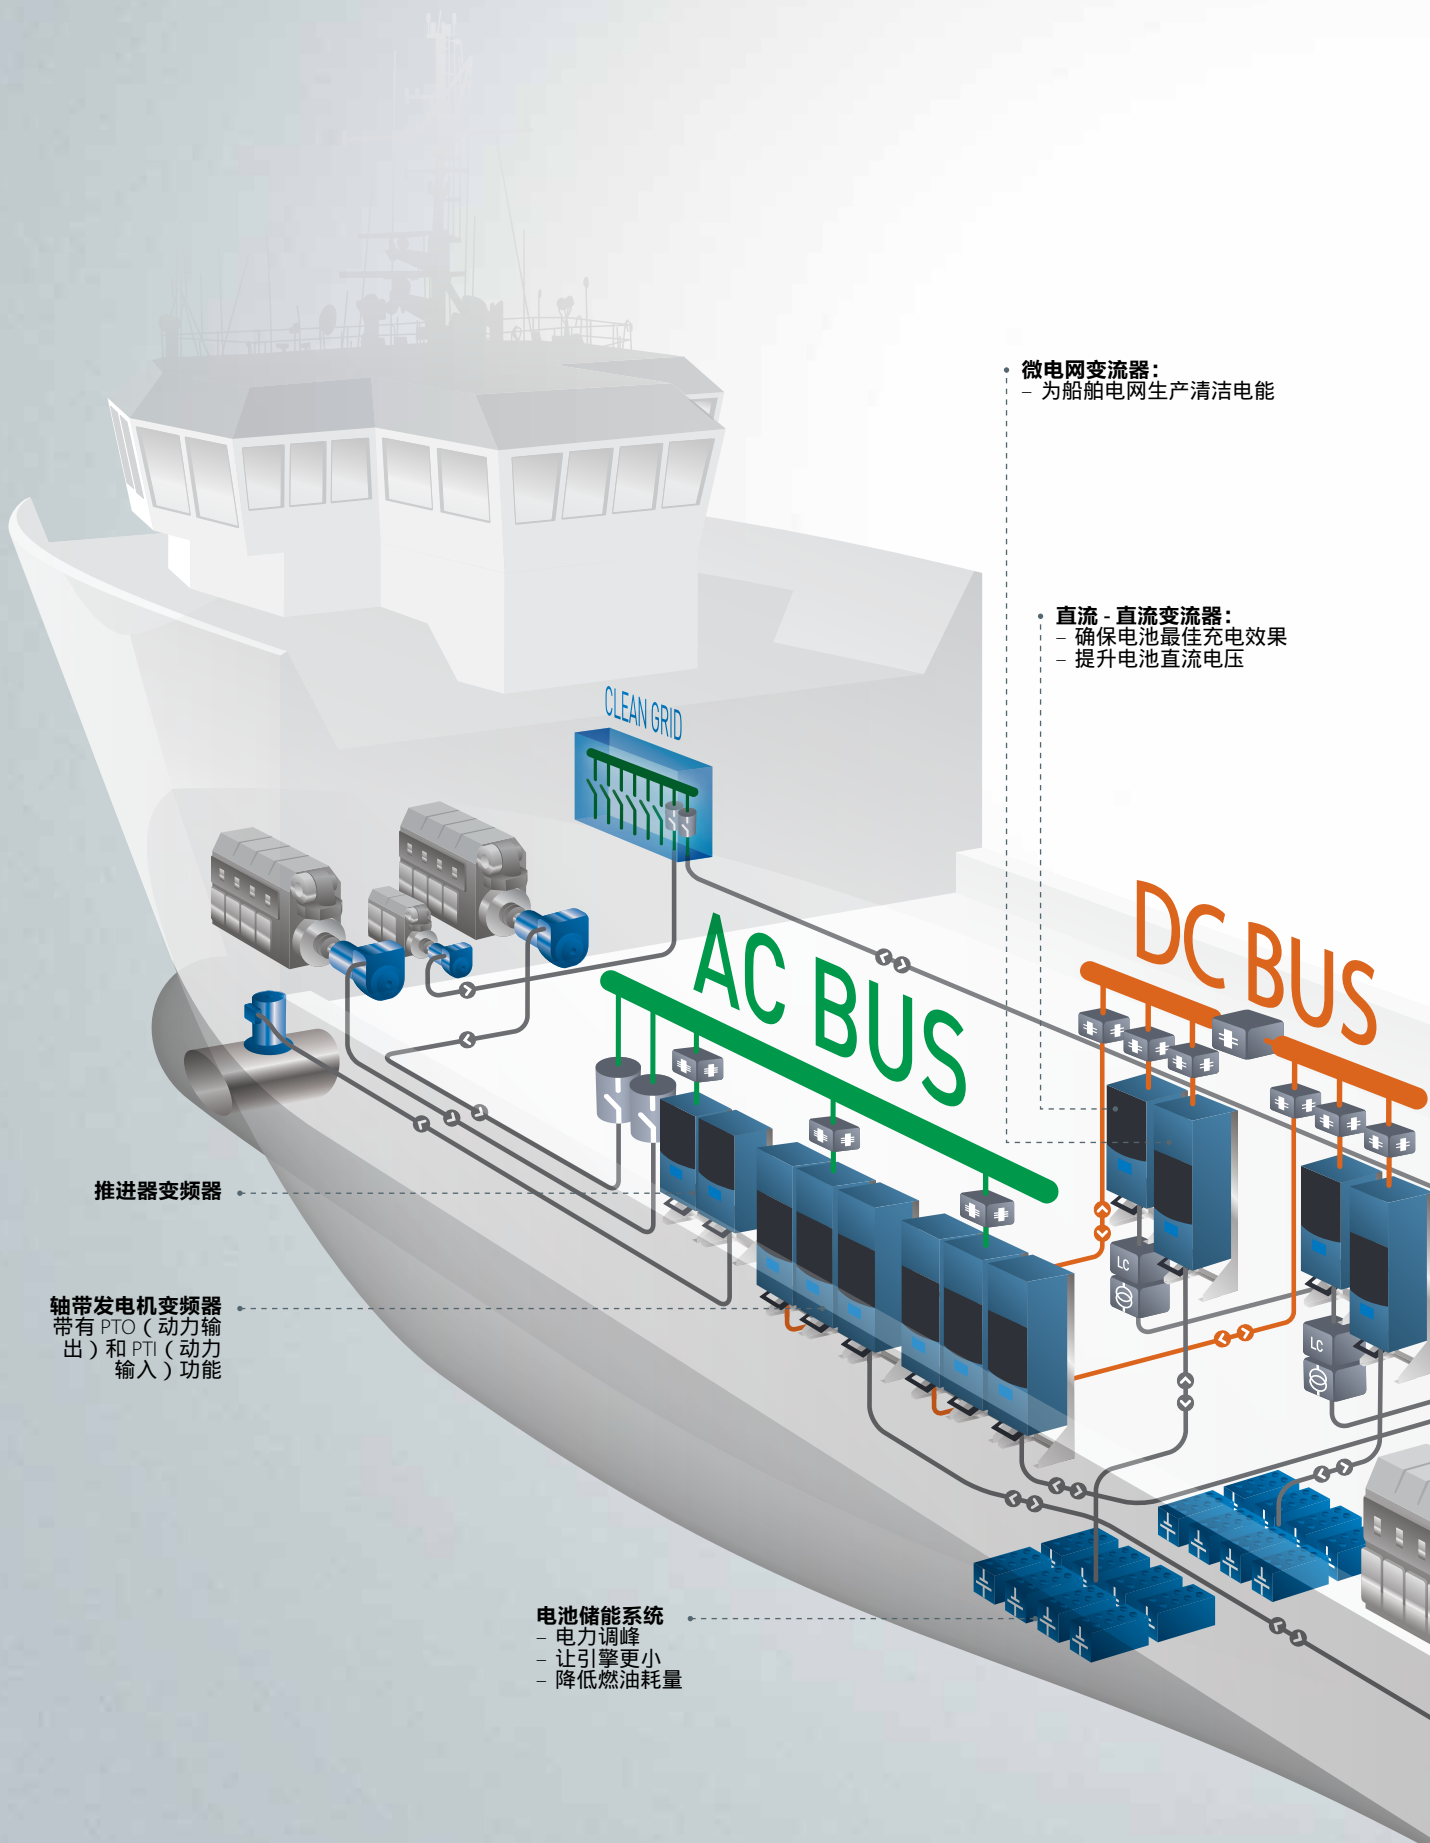 微电网变流器：
– 为船舶电网生产清洁电能
直流 - 直流变流器：
– 确保电池最佳充电效果
– 提升电池直流电压
CLEAN GRID
DC BUS
AC BUS
推进器变频器
LC
轴带发电机变频器
带有 PTO（动力输
出）和 PTI（动力
输入）功能
LC
电池储能系统
– 电力调峰
– 让引擎更小
– 降低燃油耗量